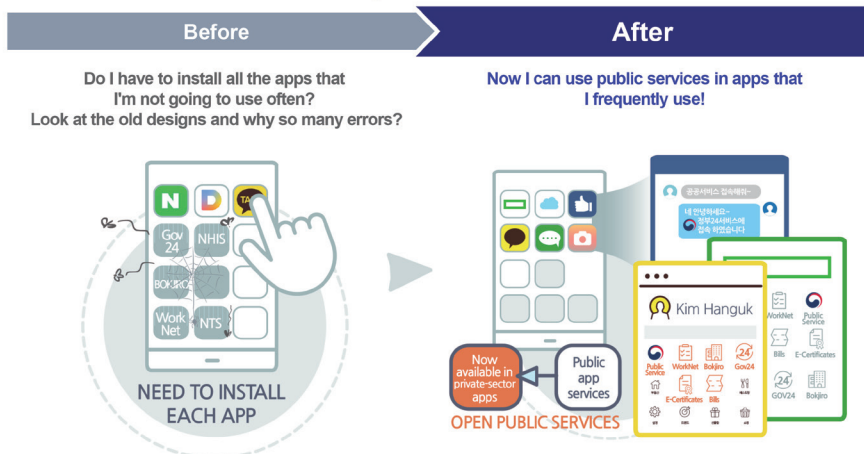 Before
After
Do I have to install all the apps that
I'm not going to use often?
Look at the old designs and why so many errors?
Now I can use public services in apps that
I frequently use!
N
D
TA
Gov
24
NHIS
BOKJIRO
Work
Net
NTS
NEED TO INSTALL
EACH APP
Now
available in
private-sector
apps
Public
app
services
OPEN PUBLIC SERVICES
공공서비스 접속해줘~
네 안녕하세요~
정부24서비스에
접속 하였습니다
Kim Hanguk
Public
Service
WorkNet
Bokjiro
Gov24
24
E-Certificates
Bills
WorkNet
Public
Service
Bills
E-Certificates
24
GOV24
Bokjiro